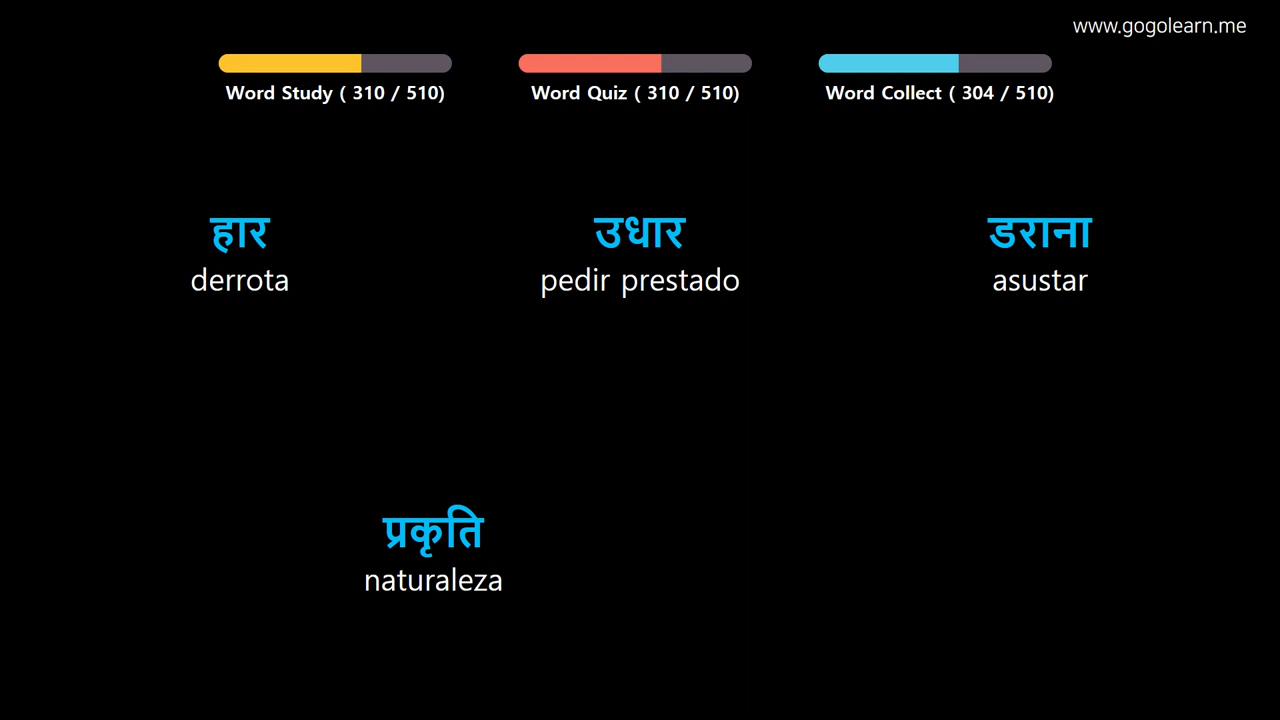 www.gogolearn.me
Word Study ( 310 / 510)
Word Quiz ( 310 / 510)
Word Collect ( 304 / 510)
हार
derrota
उधार
pedir prestado
डराना
asustar
प्रकृति
naturaleza